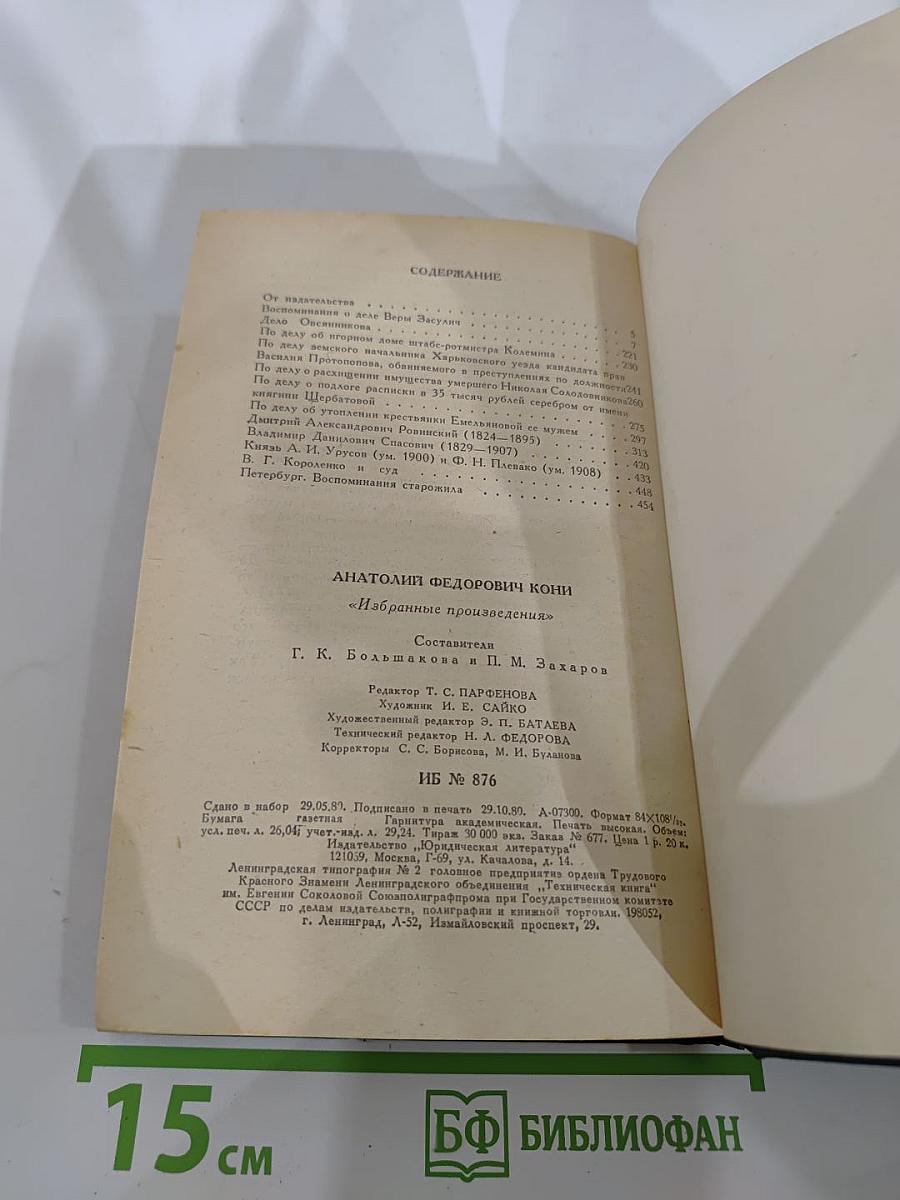 СОДЕРЖАНИЕ
От издательства . . . . . . . . . . . . . . . . . . 5
Воспоминания о деле Веры Засулич . . . . . . . . . . . 7
Дело Овсянникова . . . . . . . . . . . . . . . . . 221
По делу об игорном доме штабс-ротмистра Колемина . . . . . 230
По делу земского начальника Харьковского уезда кандидата прав
Василия Протопопова, обвиняемого в преступлениях по должности 241
По делу о расхищении имущества умершего Николая Солодовникова 260
По делу о подлоге расписки в 35 тысяч рублей серебром от имени
княгини Щербатовой . . . . . . . . . . . . . . . . 275
По делу об утоплении крестьянки Емельяновой ее мужем . . . . 297
Дмитрий Александрович Ровинский (1824—1895) . . . . . . 313
Владимир Данилович Спасович (1829—1907) . . . . . . . 420
Князь А. И. Урусов (ум. 1900) и Ф. Н. Плевако (ум. 1908) . . 433
В. Г. Короленко и суд . . . . . . . . . . . . . . . 448
Петербург. Воспоминания старожила . . . . . . . . . . 454
АНАТОЛИЙ ФЕДОРОВИЧ КОНИ
«Избранные произведения»
Составители
Г. К. Большакова и П. М. Захаров
Редактор Т. С. ПАРФЕНОВА
Художник И. Е. САЙКО
Художественный редактор Э. П. БАТАЕВА
Технический редактор Н. Л. ФЕДОРОВА
Корректоры С. С. Борисова, М. И. Буланова
ИБ № 876
Сдано в набор 29.05.80. Подписано в печать 29.10.80. А-07300. Формат 84×108¹/₃₂.
Бумага газетная Гарнитура академическая. Печать высокая. Объем:
усл. печ. л. 26,04; учет.-изд. л. 29,24. Тираж 30 000 экз. Заказ № 677. Цена 1 р. 20 к.
Издательство „Юридическая литература“
121059, Москва, Г-69, ул. Качалова, д. 14.
Ленинградская типография № 2 головное предприятие ордена Трудового
Красного Знамени Ленинградского объединения „Техническая книга“
им. Евгении Соколовой Союзполиграфпрома при Государственном комитете
СССР по делам издательств, полиграфии и книжной торговли. 198052,
г. Ленинград, Л-52, Измайловский проспект, 29.
15 см
БФ БИБЛИОФАН